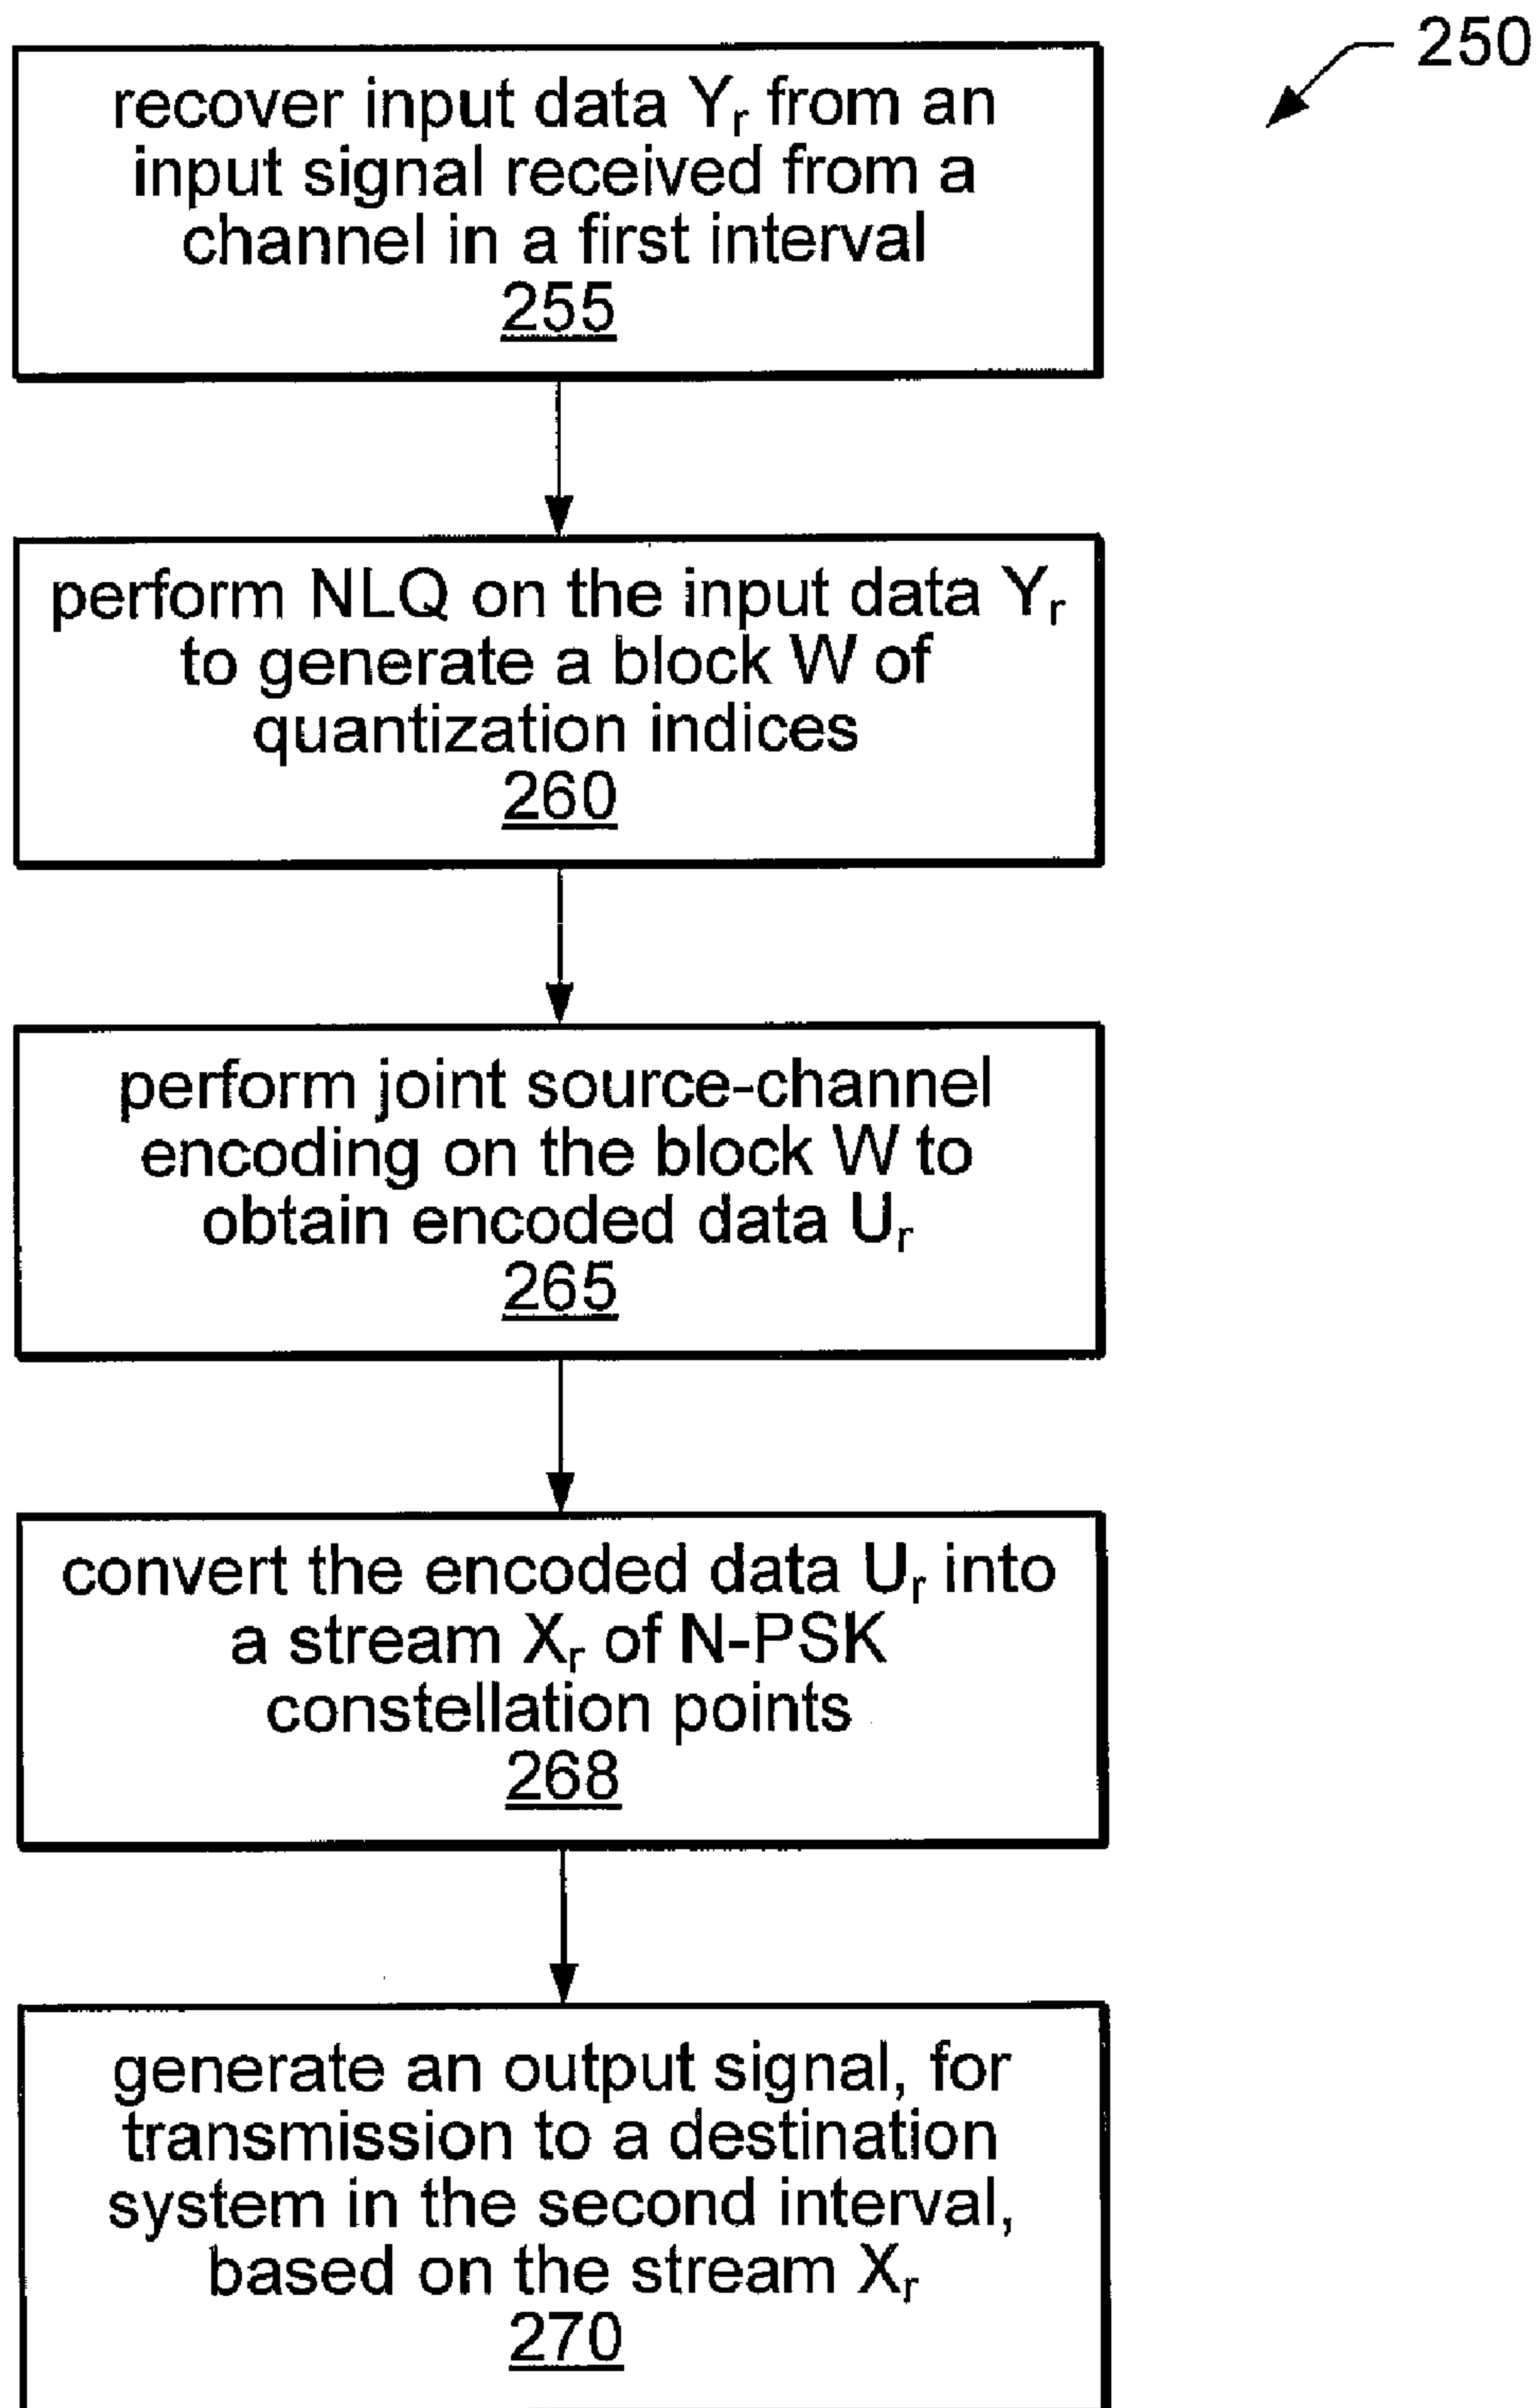 250
recover input data Yr from an
input signal received from a
channel in a first interval
255
perform NLQ on the input data Yr
to generate a block W of
quantization indices
260
perform joint source-channel
encoding on the block W to
obtain encoded data Ur
265
convert the encoded data Ur into
a stream Xr of N-PSK
constellation points
268
generate an output signal, for
transmission to a destination
system in the second interval,
based on the stream Xr
270